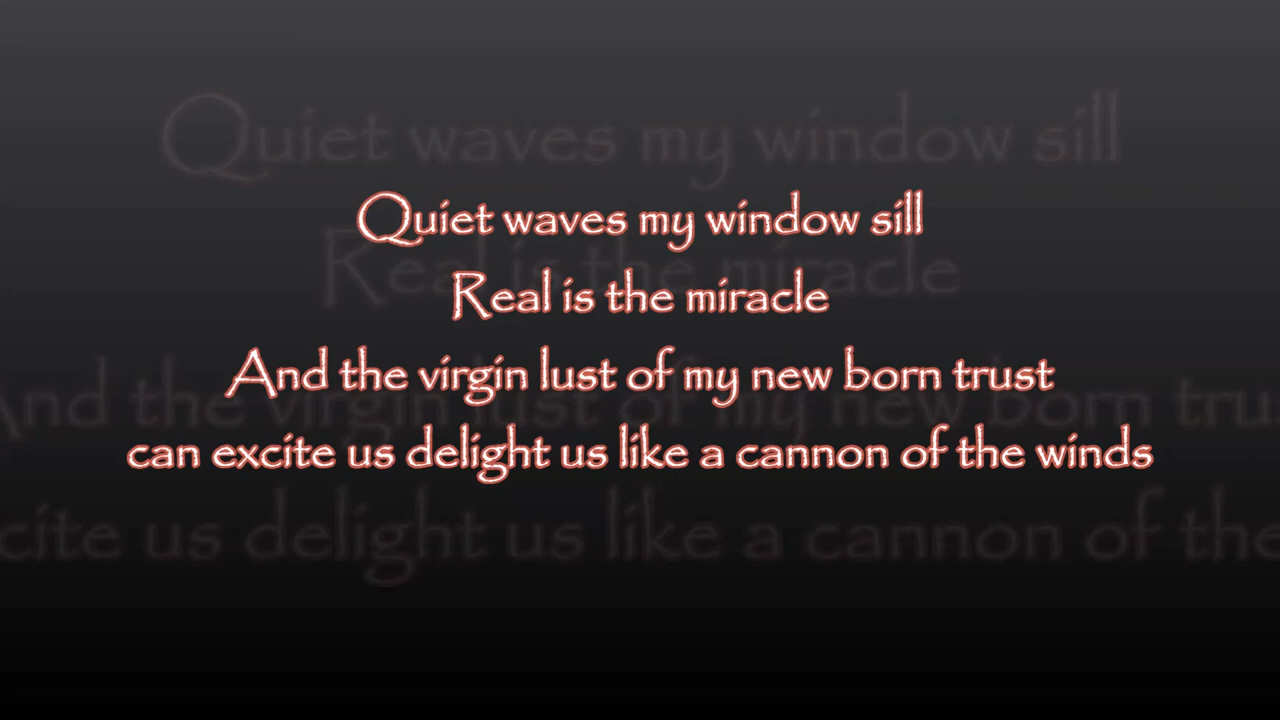 Quiet waves my window sill
Real is the miracle
And the virgin lust of my new born trust
can excite us delight us like a cannon of the winds